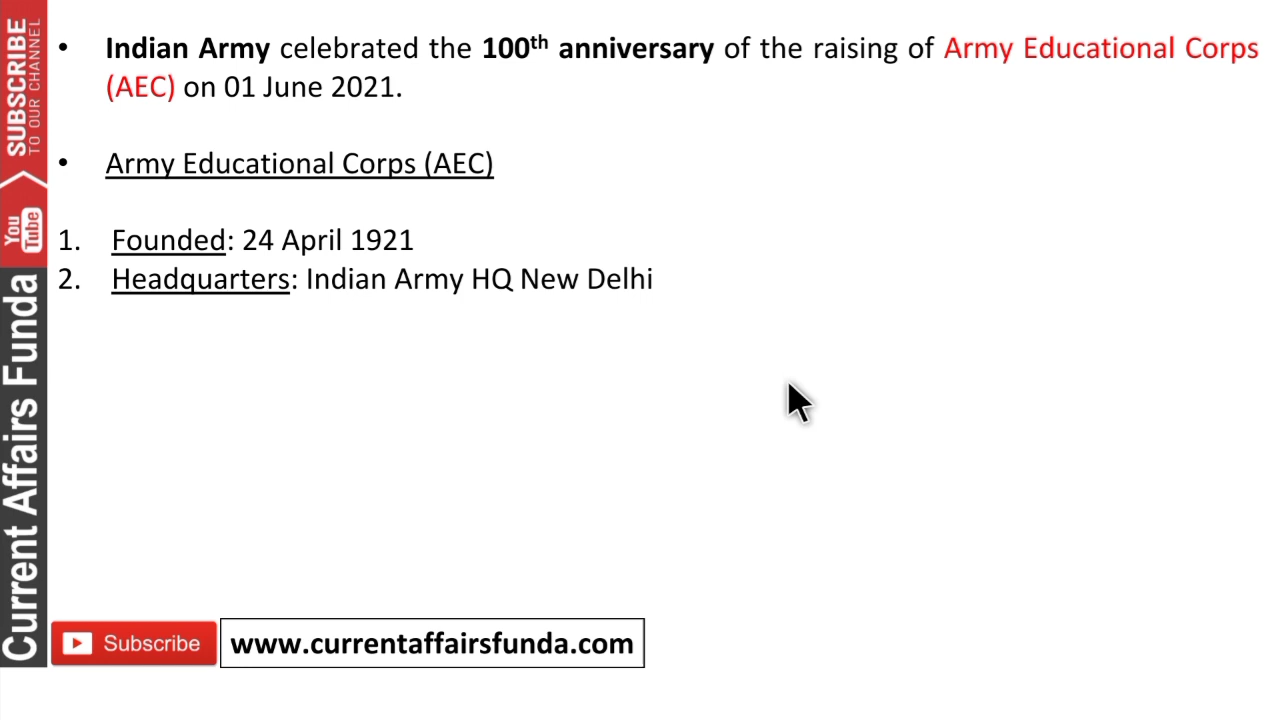 • Indian Army celebrated the 100th anniversary of the raising of Army Educational Corps
(AEC) on 01 June 2021.
• Army Educational Corps (AEC)
1. Founded: 24 April 1921
2. Headquarters: Indian Army HQ New Delhi
SUBSCRIBE
TO OUR CHANNEL
You
Tube
Current Affairs Funda
Subscribe
www.currentaffairsfunda.com